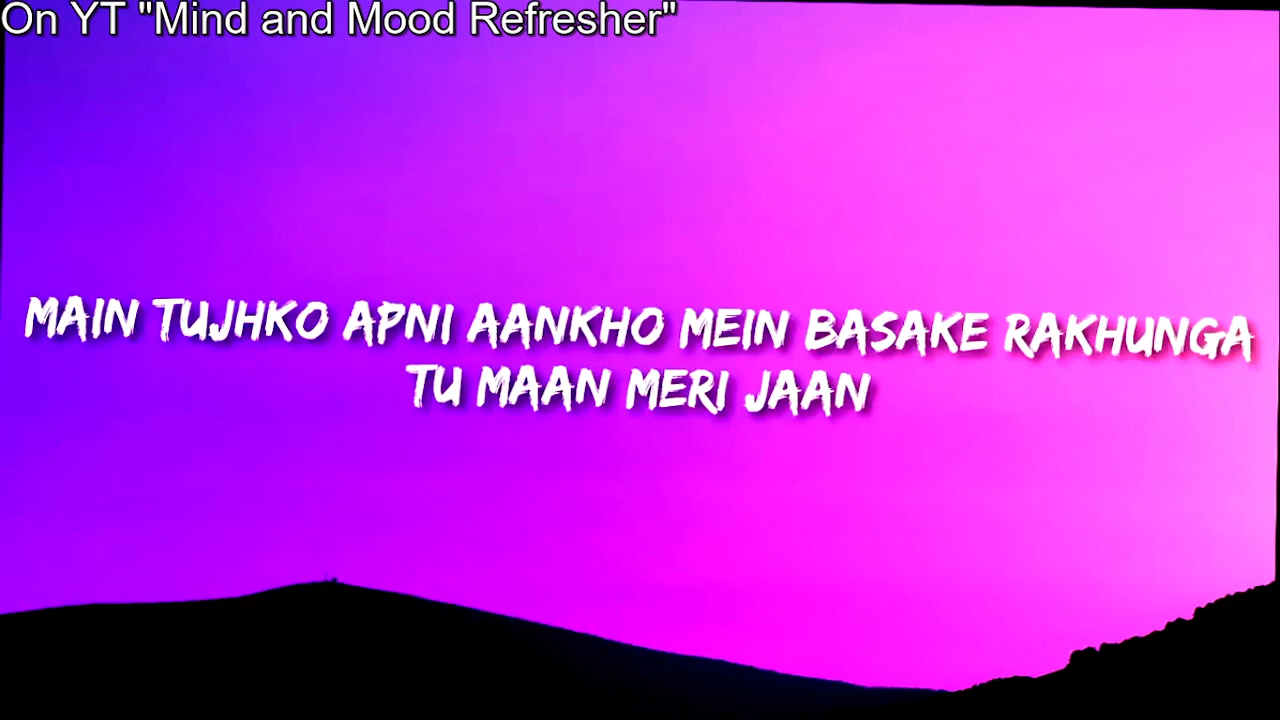 On YT "Mind and Mood Refresher"
MAIN TUJHKO APNI AANKHO MEIN BASAKE RAKHUNGA
TU MAAN MERI JAAN